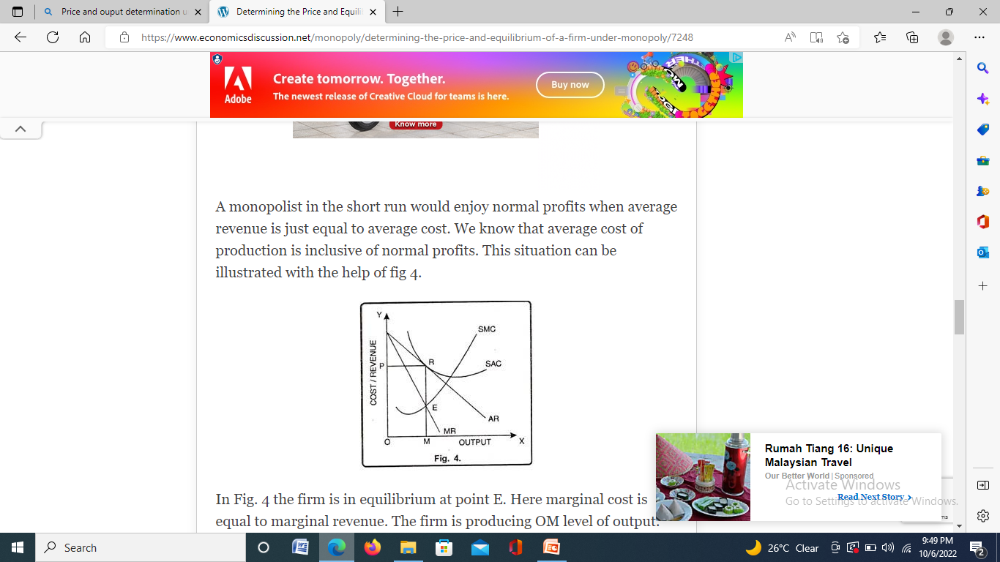 Price and ouput determination u
Determining the Price and Equili
https://www.economicsdiscussion.net/monopoly/determining-the-price-and-equilibrium-of-a-firm-under-monopoly/7248
Adobe
Create tomorrow. Together.
The newest release of Creative Cloud for teams is here.
Buy now
Know more
A monopolist in the short run would enjoy normal profits when average
revenue is just equal to average cost. We know that average cost of
production is inclusive of normal profits. This situation can be
illustrated with the help of fig 4.
Y
COST / REVENUE
SMC
P
R
SAC
E
AR
MR
O
M
OUTPUT
X
Fig. 4.
Rumah Tiang 16: Unique
Malaysian Travel
Our Better World | Sponsored
Read Next Story
Activate Windows
Go to Settings to activate Windows.
In Fig. 4 the firm is in equilibrium at point E. Here marginal cost is
equal to marginal revenue. The firm is producing OM level of output.
Search
26°C Clear
9:49 PM
10/6/2022
2